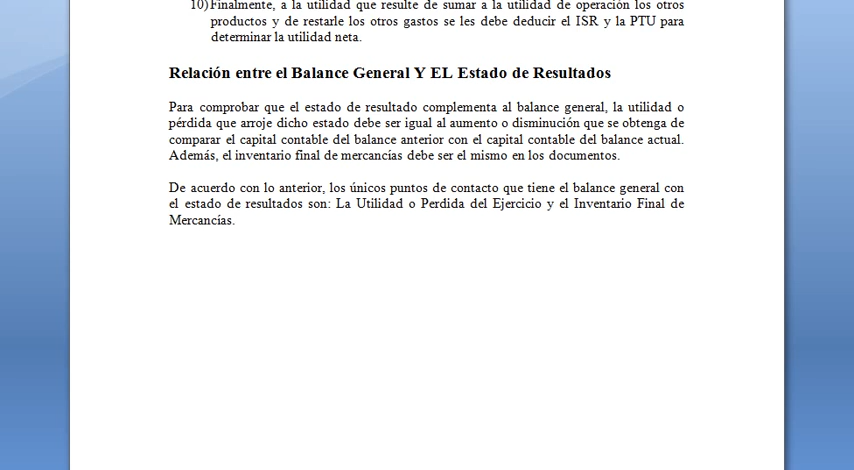 10) Finalmente, a la utilidad que resulte de sumar a la utilidad de operación los otros
productos y de restarle los otros gastos se les debe deducir el ISR y la PTU para
determinar la utilidad neta.
Relación entre el Balance General Y EL Estado de Resultados
Para comprobar que el estado de resultado complementa al balance general, la utilidad o
pérdida que arroje dicho estado debe ser igual al aumento o disminución que se obtenga de
comparar el capital contable del balance anterior con el capital contable del balance actual.
Además, el inventario final de mercancías debe ser el mismo en los documentos.
De acuerdo con lo anterior, los únicos puntos de contacto que tiene el balance general con
el estado de resultados son: La Utilidad o Perdida del Ejercicio y el Inventario Final de
Mercancías.